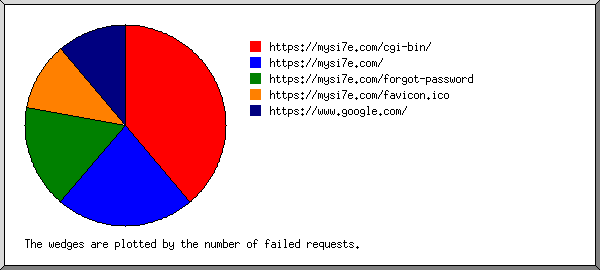 https://mysi7e.com/cgi-bin/
https://mysi7e.com/
https://mysi7e.com/forgot-password
https://mysi7e.com/favicon.ico
https://www.google.com/
The wedges are plotted by the number of failed requests.